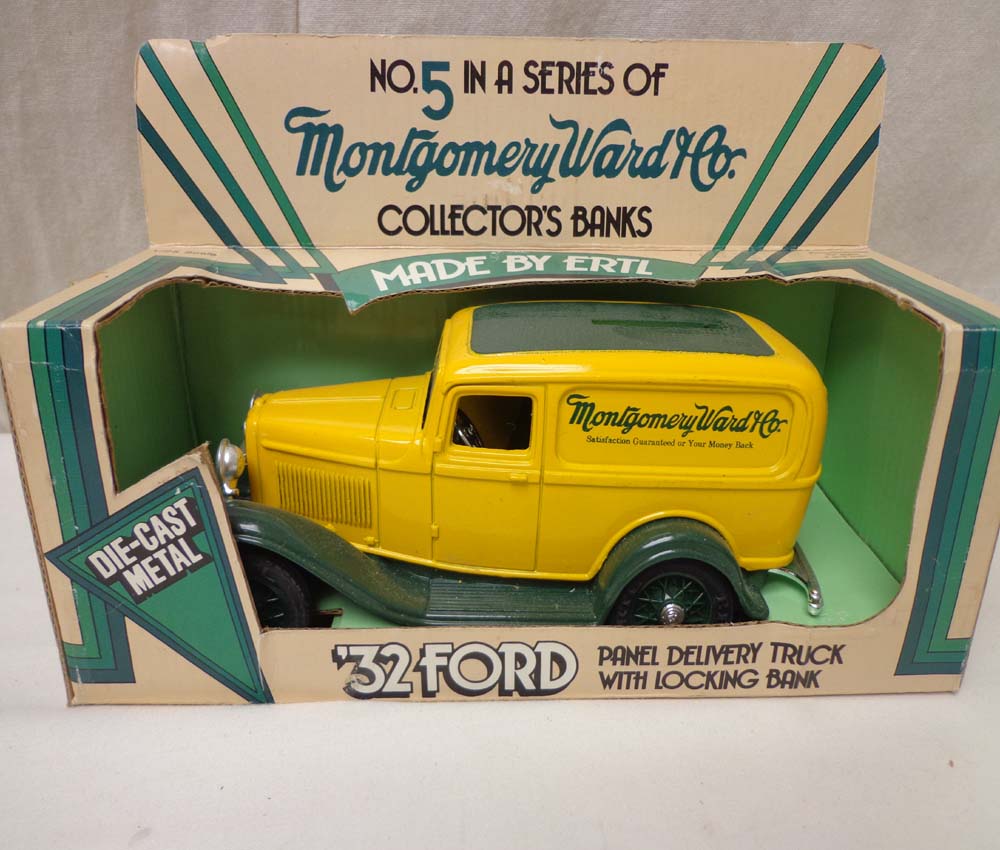 NO. 5 IN A SERIES OF
Montgomery Ward & Co.
COLLECTOR'S BANKS
MADE BY ERTL
Montgomery Ward & Co.
Satisfaction Guaranteed or Your Money Back
DIE-CAST
METAL
'32 FORD
PANEL DELIVERY TRUCK
WITH LOCKING BANK